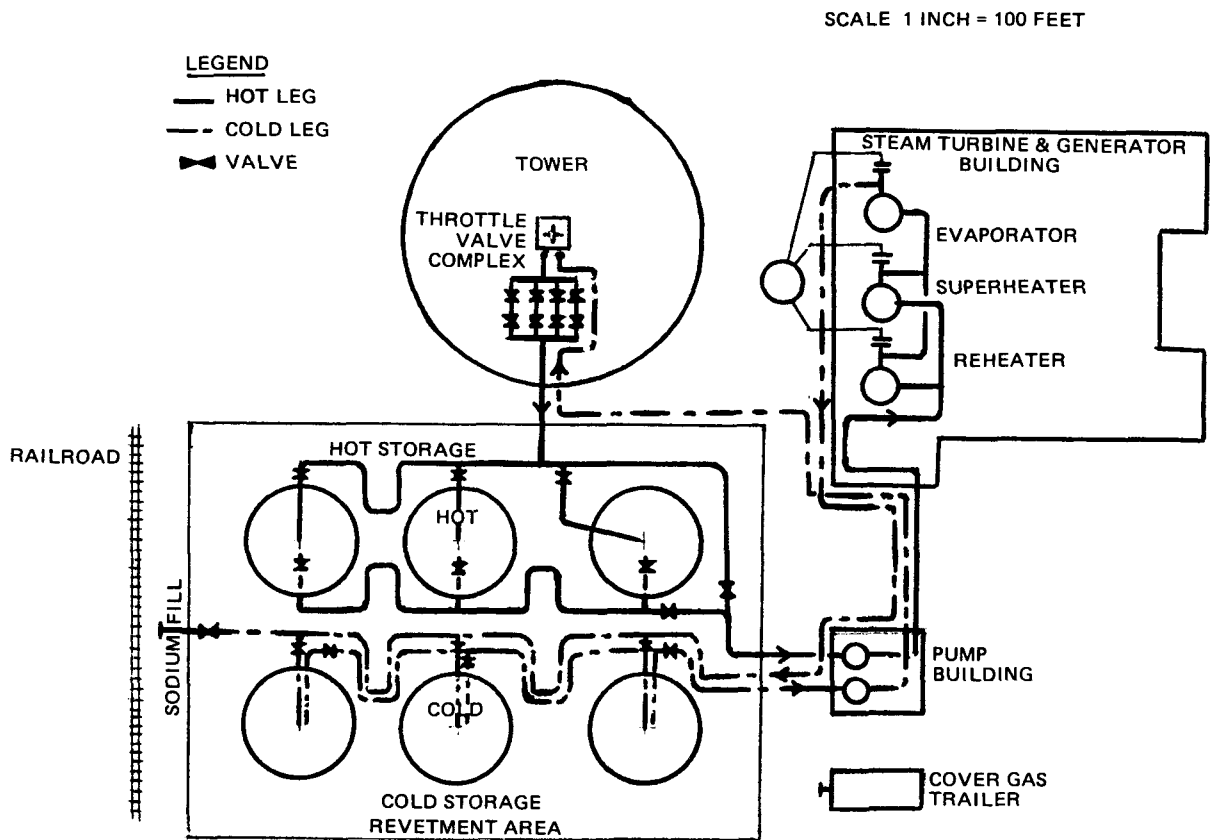 SCALE 1 INCH = 100 FEET
LEGEND
HOT LEG
COLD LEG
VALVE
TOWER
THROTTLE
VALVE
COMPLEX
STEAM TURBINE & GENERATOR
BUILDING
EVAPORATOR
SUPERHEATER
REHEATER
RAILROAD
HOT STORAGE
HOT
SODIUM FILL
COLD
COLD STORAGE
REVETMENT AREA
PUMP
BUILDING
COVER GAS
TRAILER